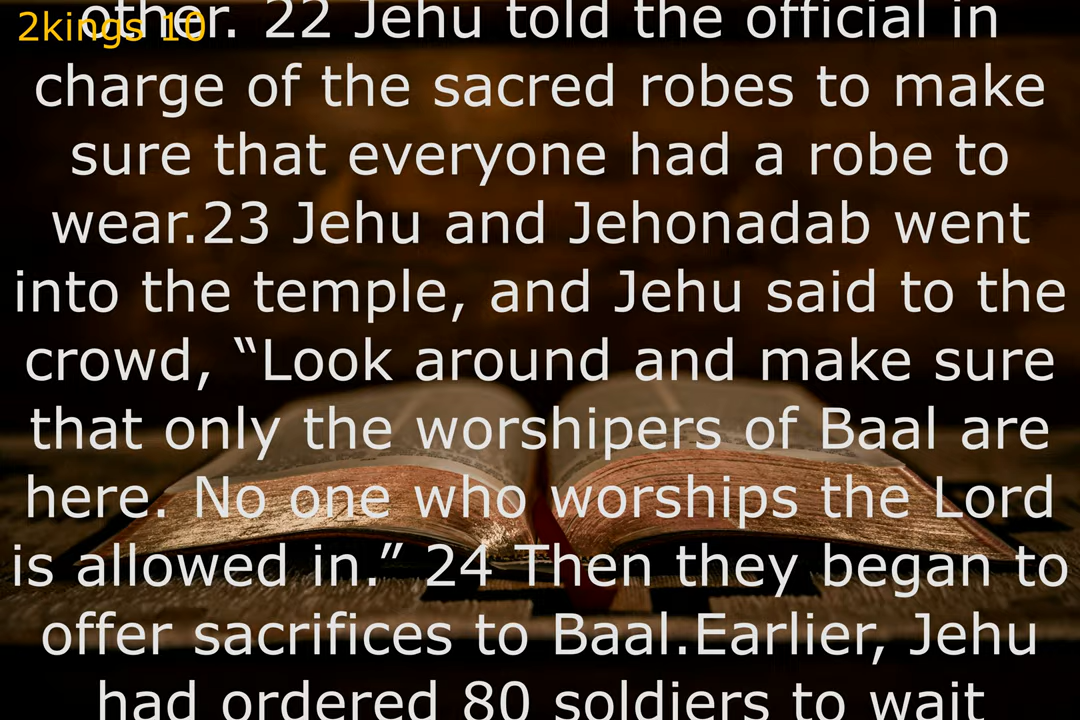 2kings 10
other. 22 Jehu told the official in
charge of the sacred robes to make
sure that everyone had a robe to
wear.23 Jehu and Jehonadab went
into the temple, and Jehu said to the
crowd, “Look around and make sure
that only the worshipers of Baal are
here. No one who worships the Lord
is allowed in.” 24 Then they began to
offer sacrifices to Baal.Earlier, Jehu
had ordered 80 soldiers to wait